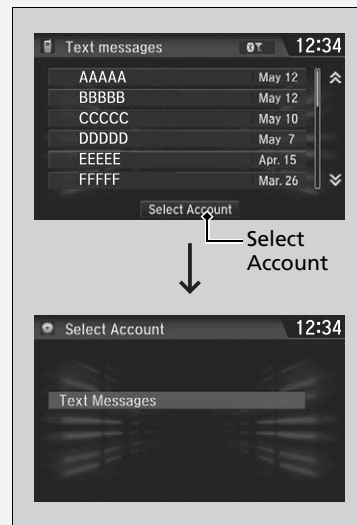 Text messages 12:34
AAAAA May 12
BBBBB May 12
CCCCC May 10
DDDDD May 7
EEEEE Apr. 15
FFFFF Mar. 26
Select Account
Select
Account
Select Account 12:34
Text Messages